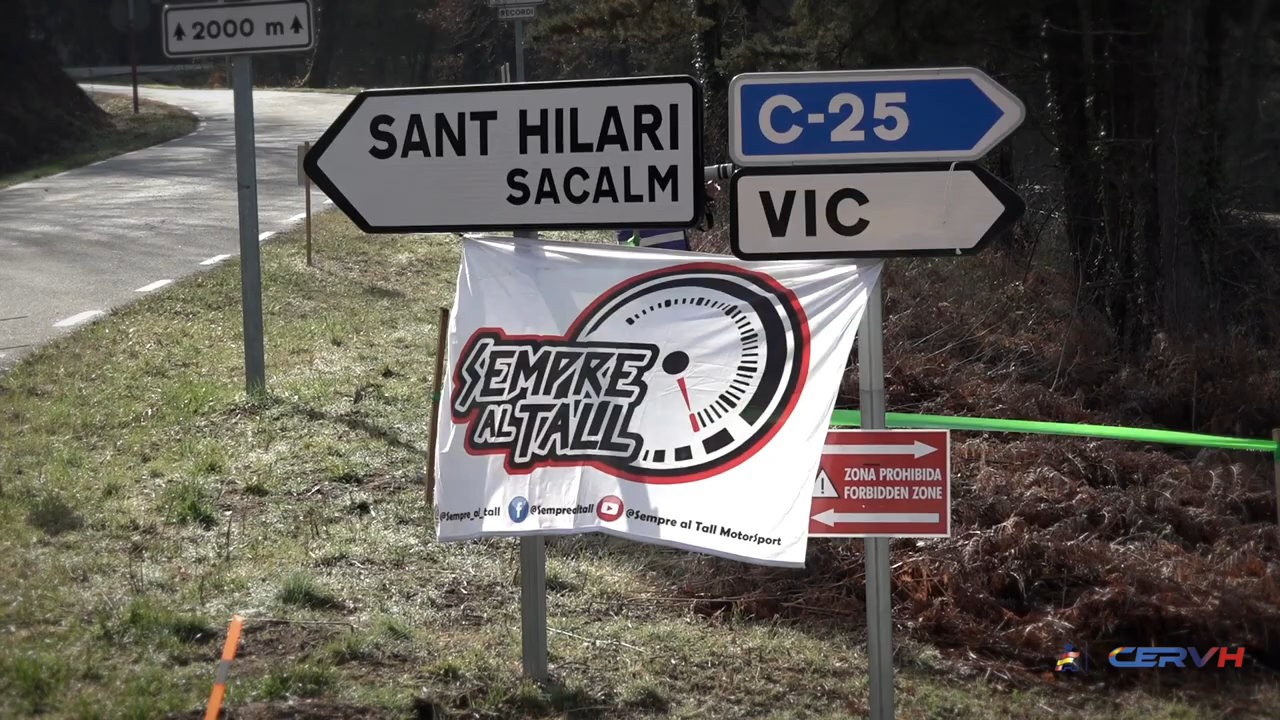 2000 m
RECORDI
SANT HILARI
SACALM
C-25
VIC
SEMPRE
AL TALL
@Sempre_al_tall @Semprealtall @Sempre al Tall Motorsport
ZONA PROHIBIDA
FORBIDDEN ZONE
CERVH